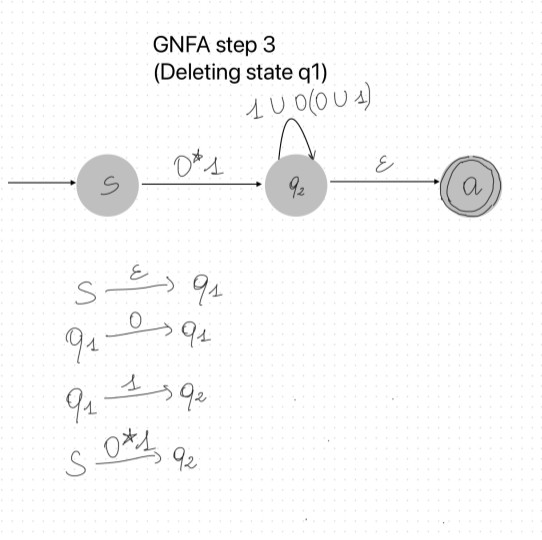 GNFA step 3
(Deleting state q1)
1 ∪ 0(0 ∪ 1)
S 0*1 q₂ ε a
S ε→ q₁
q₁ 0→ q₁
q₁ 1→ q₂
S 0*1→ q₂